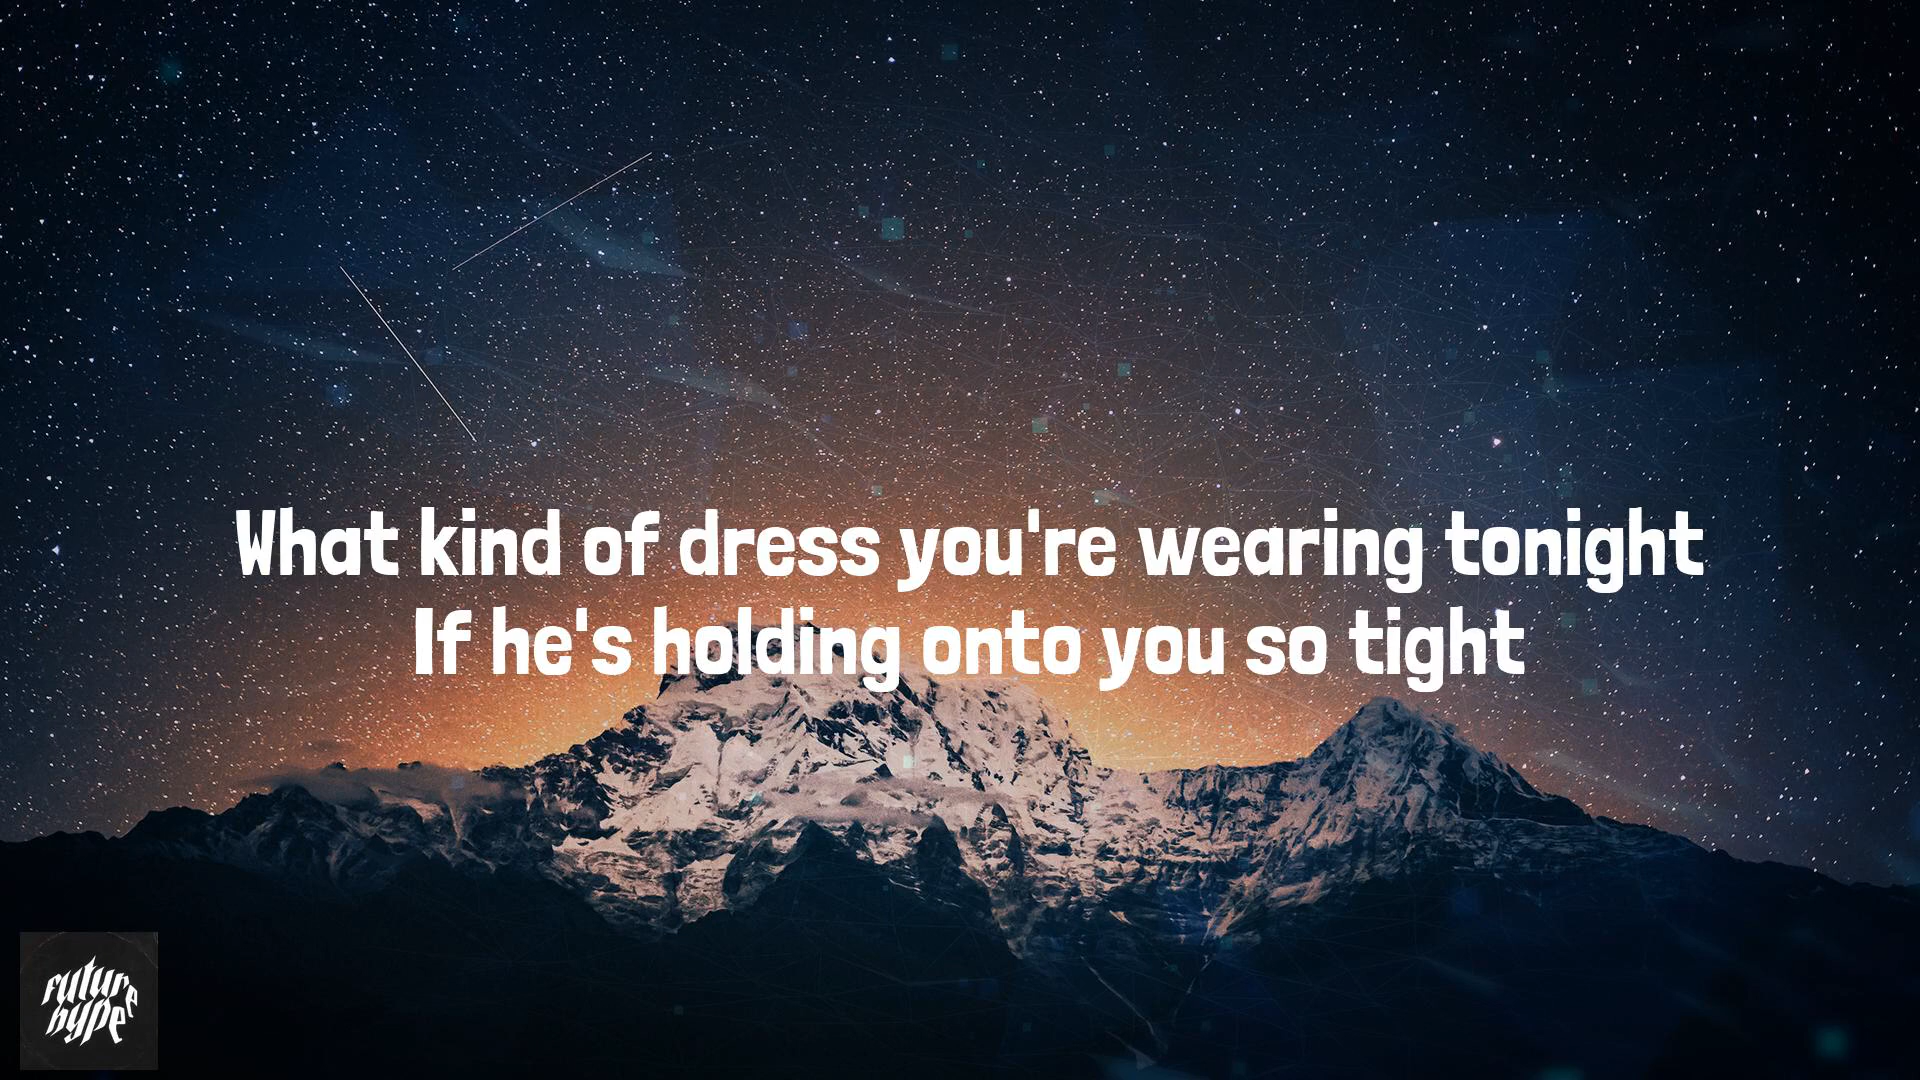 What kind of dress you're wearing tonight
If he's holding onto you so tight
future
hype